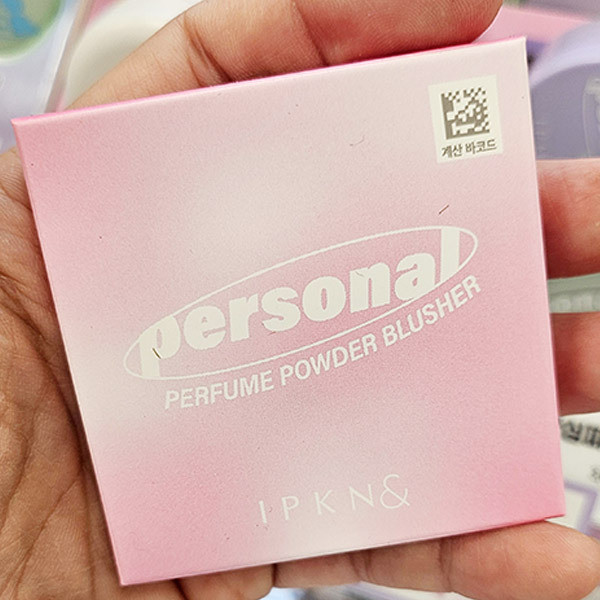 계산 바코드
personal
PERFUME POWDER BLUSHER
IPKN&